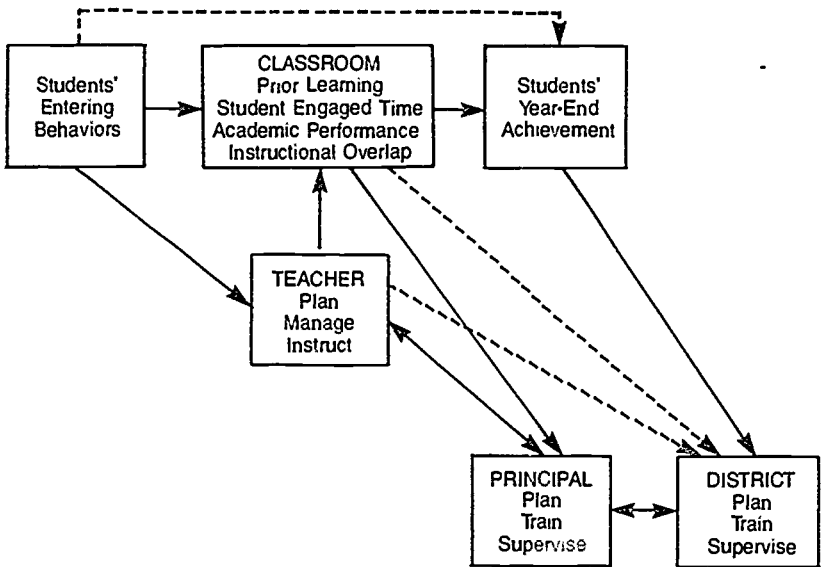 Students'
Entering
Behaviors
CLASSROOM
Prior Learning
Student Engaged Time
Academic Performance
Instructional Overlap
Students'
Year-End
Achievement
TEACHER
Plan
Manage
Instruct
PRINCIPAL
Plan
Train
Supervise
DISTRICT
Plan
Train
Supervise